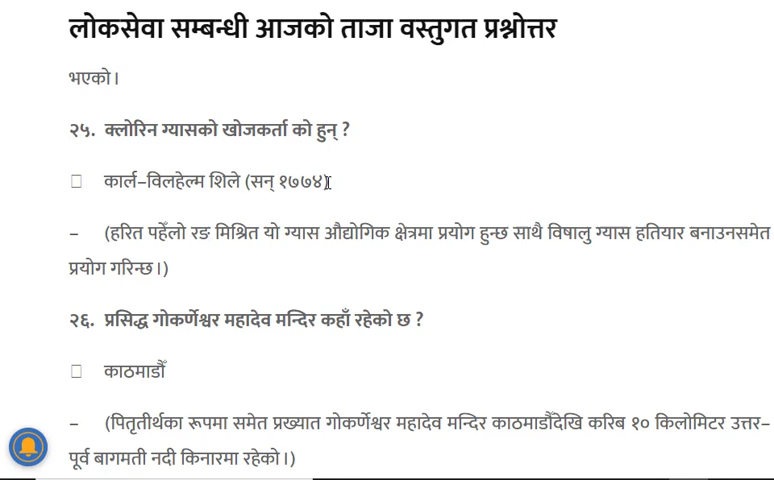 लोकसेवा सम्बन्धी आजको ताजा वस्तुगत प्रश्नोत्तर
भएको।
२५. क्लोरिन ग्यासको खोजकर्ता को हुन् ?
कार्ल–विलहेल्म शिले (सन् १७७४)
– (हरित पहेँलो रङ मिश्रित यो ग्यास औद्योगिक क्षेत्रमा प्रयोग हुन्छ साथै विषालु ग्यास हतियार बनाउनसमेत
प्रयोग गरिन्छ।)
२६. प्रसिद्ध गोकर्णेश्वर महादेव मन्दिर कहाँ रहेको छ ?
काठमाडौँ
– (पितृतीर्थका रूपमा समेत प्रख्यात गोकर्णेश्वर महादेव मन्दिर काठमाडौँदेखि करिब १० किलोमिटर उत्तर–
पूर्व बागमती नदी किनारमा रहेको।)